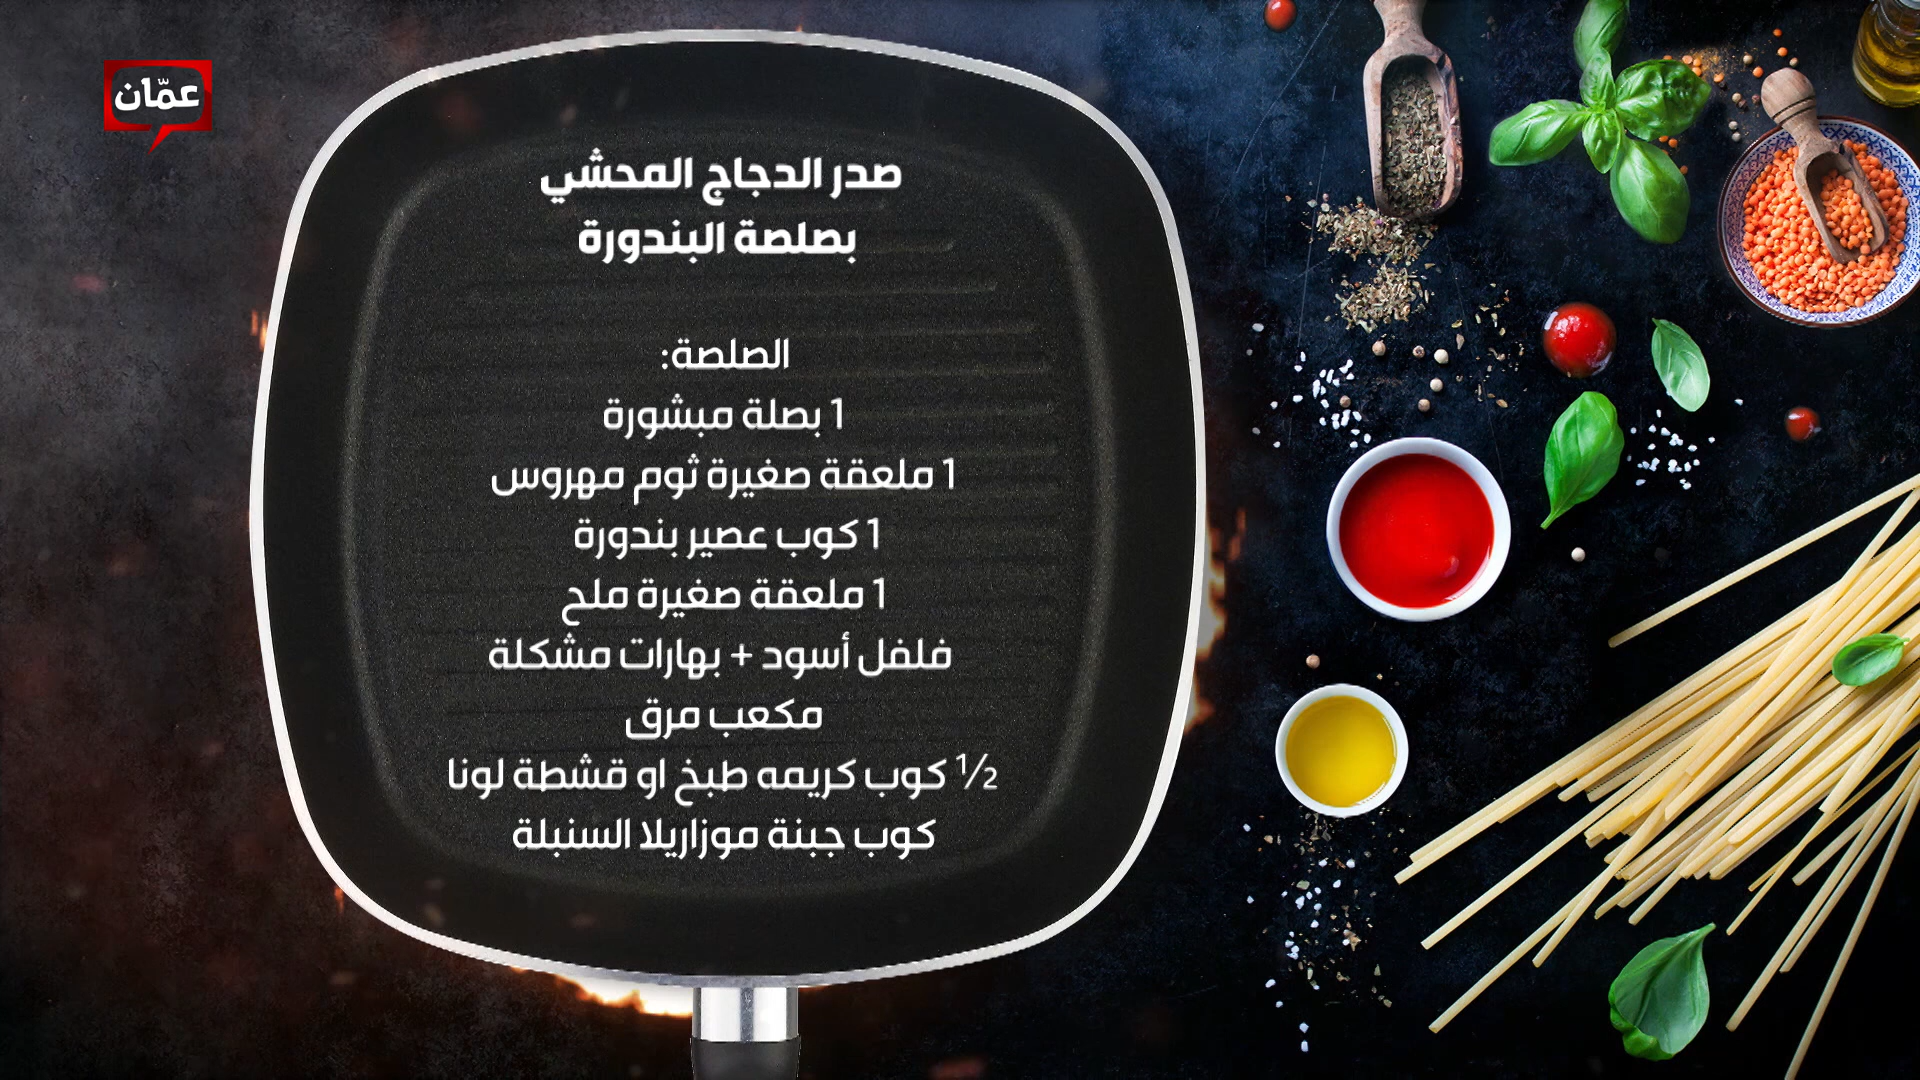 عمّان
صدر الدجاج المحشي
بصلصة البندورة
الصلصة:
1 بصلة مبشورة
1 ملعقة صغيرة ثوم مهروس
1 كوب عصير بندورة
1 ملعقة صغيرة ملح
فلفل أسود + بهارات مشكلة
مكعب مرق
½ كوب كريمه طبخ او قشطة لونا
كوب جبنة موزاريلا السنبلة